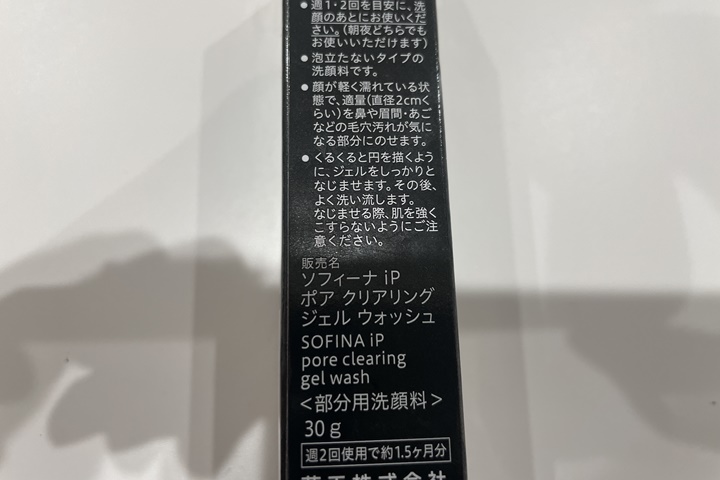 ●週1・2回を目安に、洗
顔のあとにお使いくだ
さい。(朝夜どちらでも
お使いいただけます)
●泡立たないタイプの
洗顔料です。
●顔が軽く濡れている状
態で、適量(直径2cmく
らい)を鼻や眉間・あご
などの毛穴汚れが気に
なる部分にのせます。
●くるくると円を描くよう
に、ジェルをしっかりと
なじませます。その後、
よく洗い流します。
なじませる際、肌を強く
こすらないようにご注
意ください。
販売名
ソフィーナ iP
ポア クリアリング
ジェル ウォッシュ
SOFINA iP
pore clearing
gel wash
<部分用洗顔料>
30g
週2回使用で約1.5ヶ月分
花王株式会社